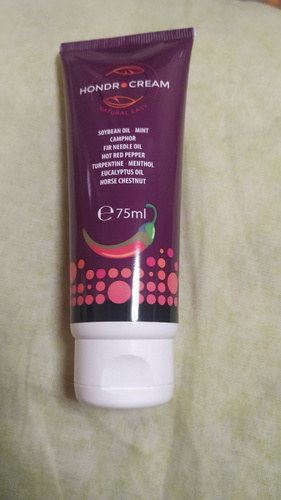 HONDROCREAM
NATURAL EASY
SOYBEAN OIL · MINT
CAMPHOR
FIR NEEDLE OIL
HOT RED PEPPER
TURPENTINE · MENTHOL
EUCALYPTUS OIL
HORSE CHESTNUT
℮75ml